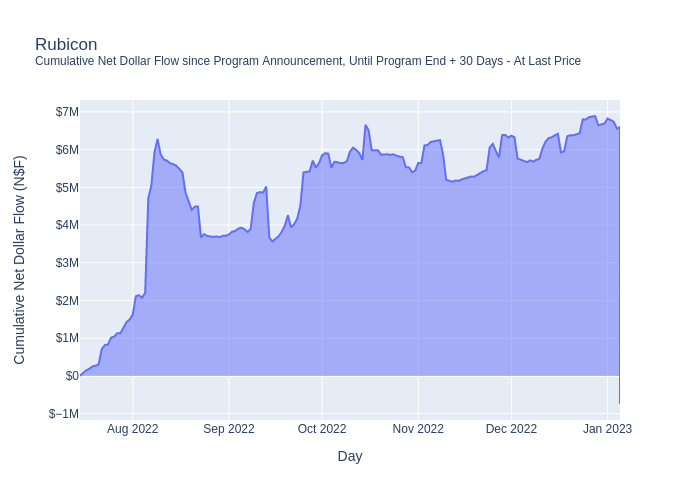 Rubicon
Cumulative Net Dollar Flow since Program Announcement, Until Program End + 30 Days - At Last Price
$7M
$6M
$5M
$4M
$3M
$2M
$1M
$0
−$1M
Cumulative Net Dollar Flow (N$F)
Aug 2022
Sep 2022
Oct 2022
Nov 2022
Dec 2022
Jan 2023
Day